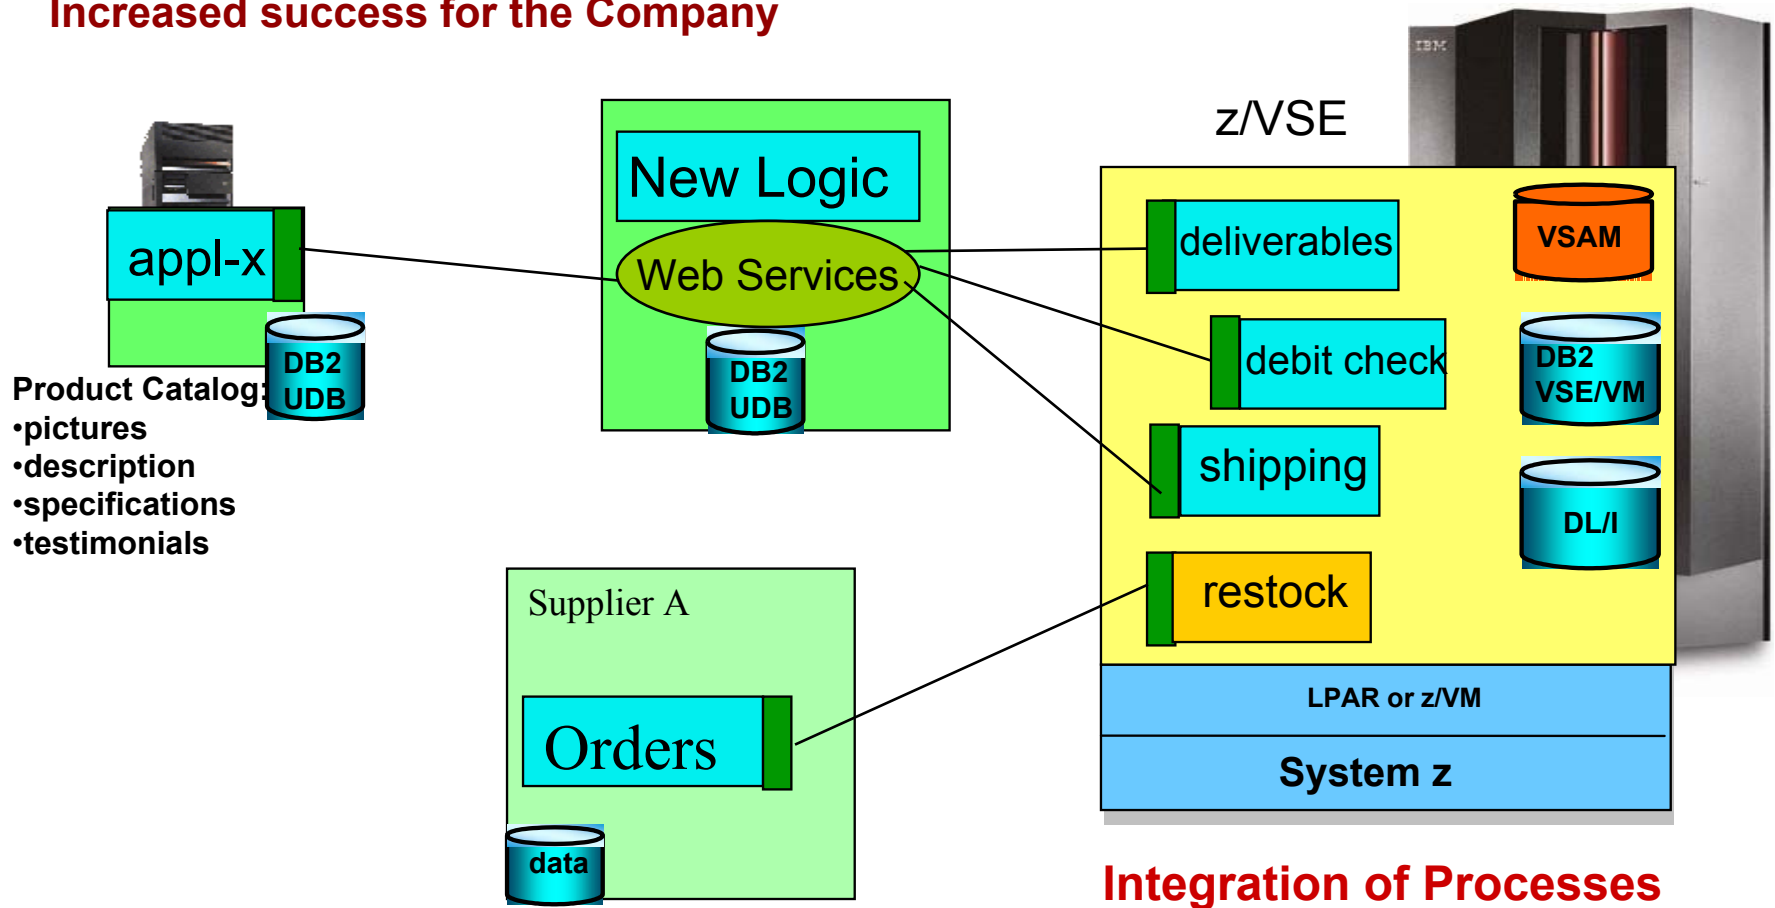 Increased success for the Company
IBM
z/VSE
New Logic
Web Services
DB2
UDB
appl-x
DB2
UDB
Product Catalog:
•pictures
•description
•specifications
•testimonials
deliverables
debit check
shipping
restock
VSAM
DB2
VSE/VM
DL/I
LPAR or z/VM
System z
Supplier A
Orders
data
Integration of Processes